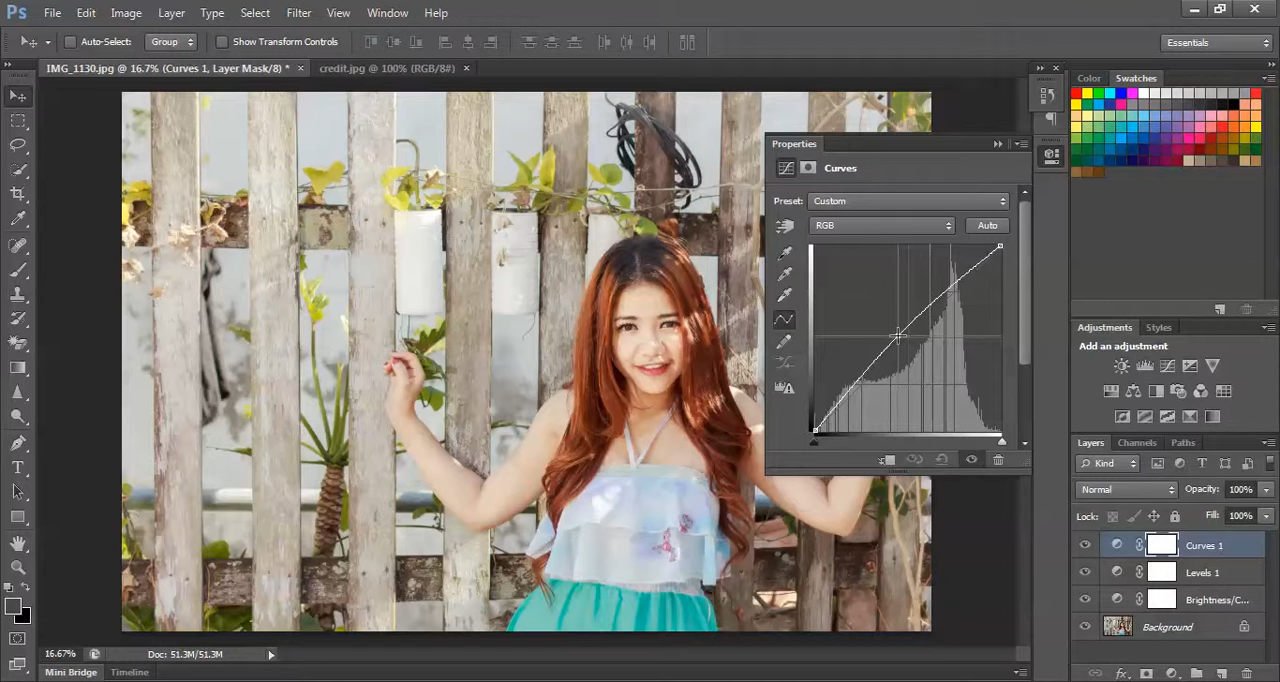 Ps File Edit Image Layer Type Select Filter View Window Help
Auto-Select: Group Show Transform Controls Essentials
IMG_1130.jpg @ 16.7% (Curves 1, Layer Mask/8) * × credit.jpg @ 100% (RGB/8#) ×
Color Swatches
Properties
Curves
Preset: Custom
RGB Auto
Adjustments Styles
Add an adjustment
Layers Channels Paths
Kind
Normal Opacity: 100%
Lock: Fill: 100%
Curves 1
Levels 1
Brightness/C...
Background
16.67% Doc: 51.3M/51.3M
Mini Bridge Timeline